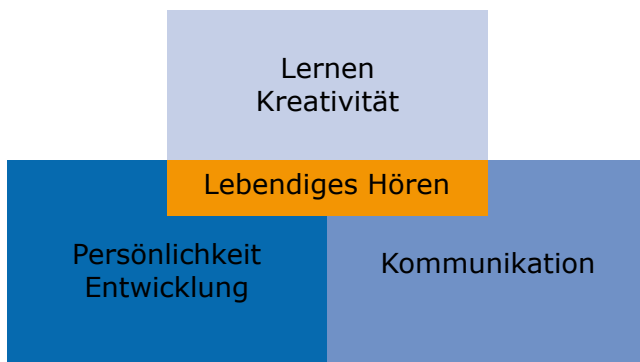 Lernen
Kreativität
Lebendiges Hören
Persönlichkeit
Entwicklung
Kommunikation